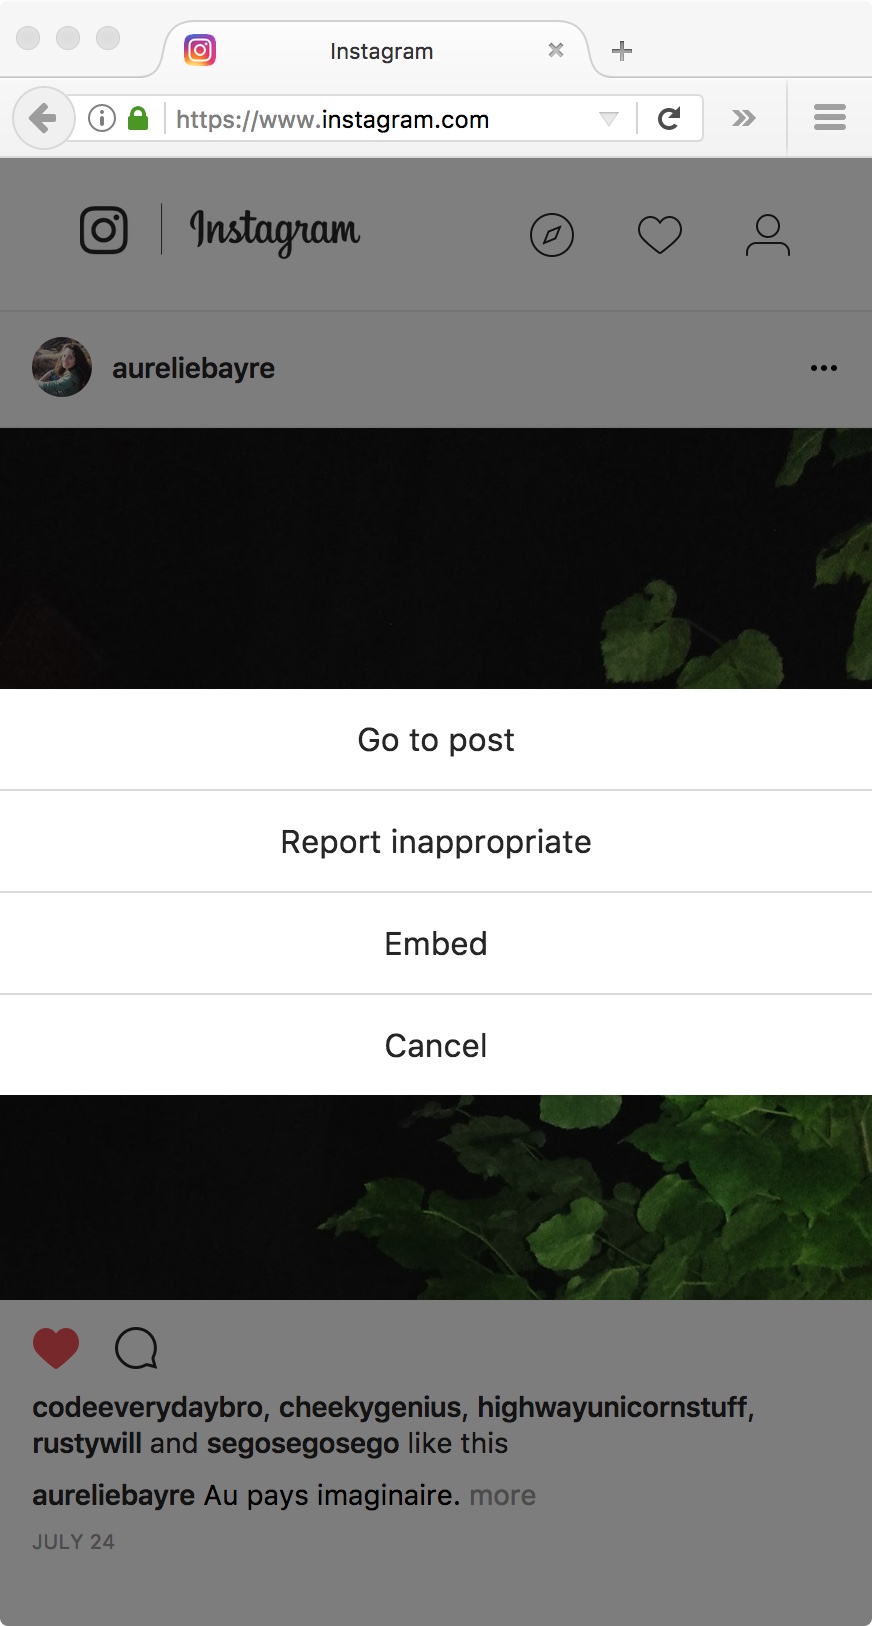 Instagram
https://www.instagram.com
Instagram
aureliebayre
Go to post
Report inappropriate
Embed
Cancel
codeeverydaybro, cheekygenius, highwayunicornstuff,
rustywill and segosegosego like this
aureliebayre Au pays imaginaire. more
JULY 24